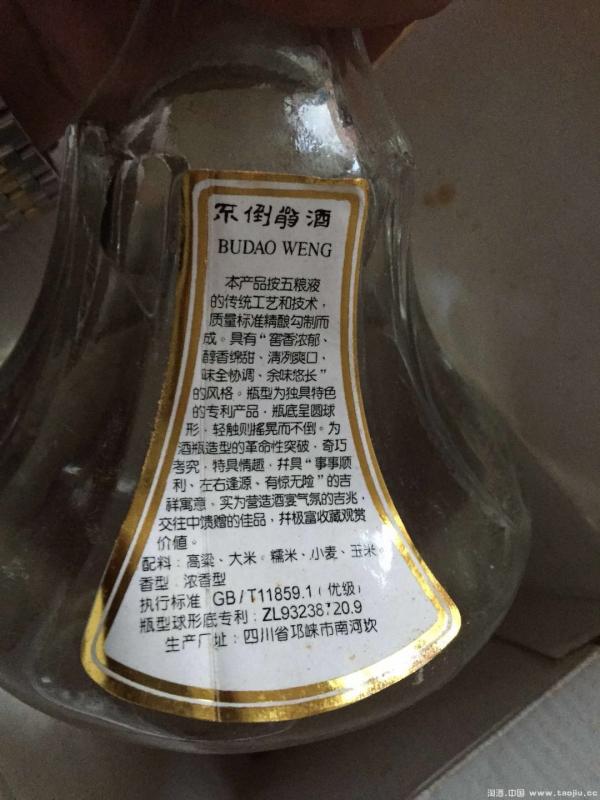 不倒翁酒
BUDAO WENG
本产品按五粮液
的传统工艺和技术，
质量标准精酿勾制而
成。具有“窖香浓郁、
醇香绵甜、清冽爽口、
味全协调、余味悠长”
的风格。瓶型为独具特色
的专利产品，瓶底呈圆球
形，轻触则摇晃而不倒。为
酒瓶造型的革命性突破，奇巧
考究，特具情趣，并具“事事顺
利、左右逢源、有惊无险”的吉
祥寓意，实为营造酒宴气氛的吉兆，
交往中馈赠的佳品，并极富收藏观赏
价值。
配料：高粱、大米。糯米、小麦、玉米。
香型：浓香型
执行标准 GB/T11859.1（优级）
瓶型球形底专利：ZL93238720.9
生产厂址：四川省邛崃市南河坎
淘酒.中国 www.taojiu.cc